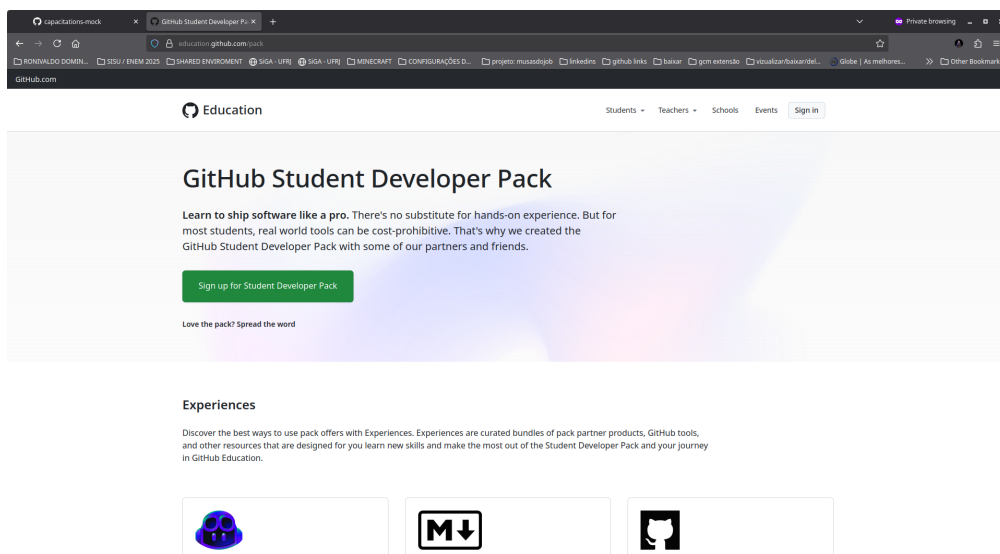 capacitations-mock
GitHub Student Developer Pa
Private browsing
education.github.com/pack
RONIVALDO DOMIN...
SISU / ENEM 2025
SHARED ENVIROMENT
SiGA - UFRJ
SiGA - UFRJ
MINECRAFT
CONFIGURAÇÕES D...
projeto: musasdojob
linkedins
github links
baixar
gcm extensão
vizualizar/baixar/del...
Globe | As melhores...
Other Bookmark
GitHub.com
Education
Students
Teachers
Schools
Events
Sign in
GitHub Student Developer Pack
Learn to ship software like a pro. There's no substitute for hands-on experience. But for
most students, real world tools can be cost-prohibitive. That's why we created the
GitHub Student Developer Pack with some of our partners and friends.
Sign up for Student Developer Pack
Love the pack? Spread the word
Experiences
Discover the best ways to use pack offers with Experiences. Experiences are curated bundles of pack partner products, GitHub tools,
and other resources that are designed for you learn new skills and make the most out of the Student Developer Pack and your journey
in GitHub Education.
M